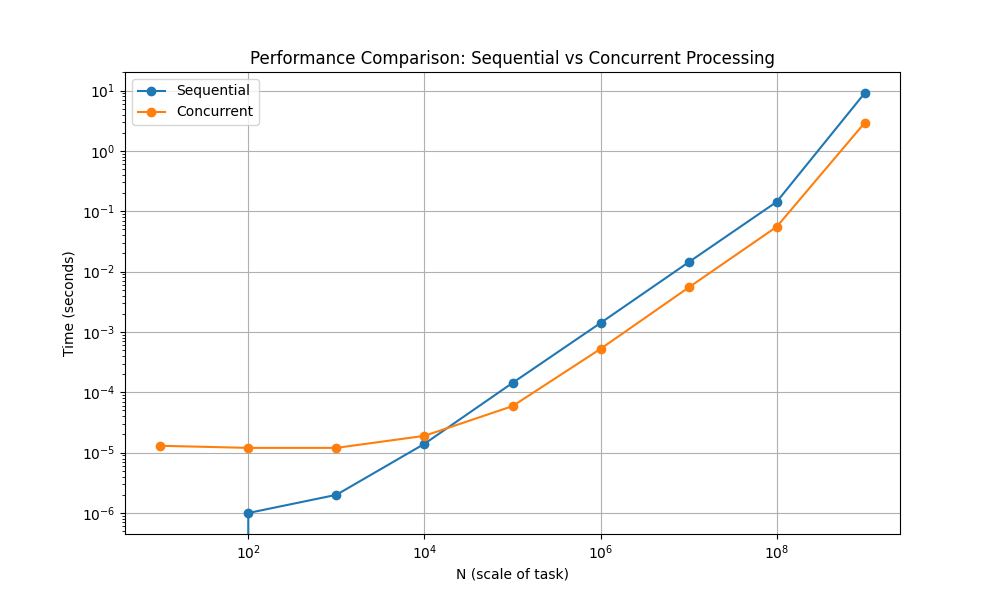 Performance Comparison: Sequential vs Concurrent Processing
Sequential
Concurrent
10¹
10⁰
10⁻¹
10⁻²
10⁻³
10⁻⁴
10⁻⁵
10⁻⁶
Time (seconds)
10² 10⁴ 10⁶ 10⁸
N (scale of task)